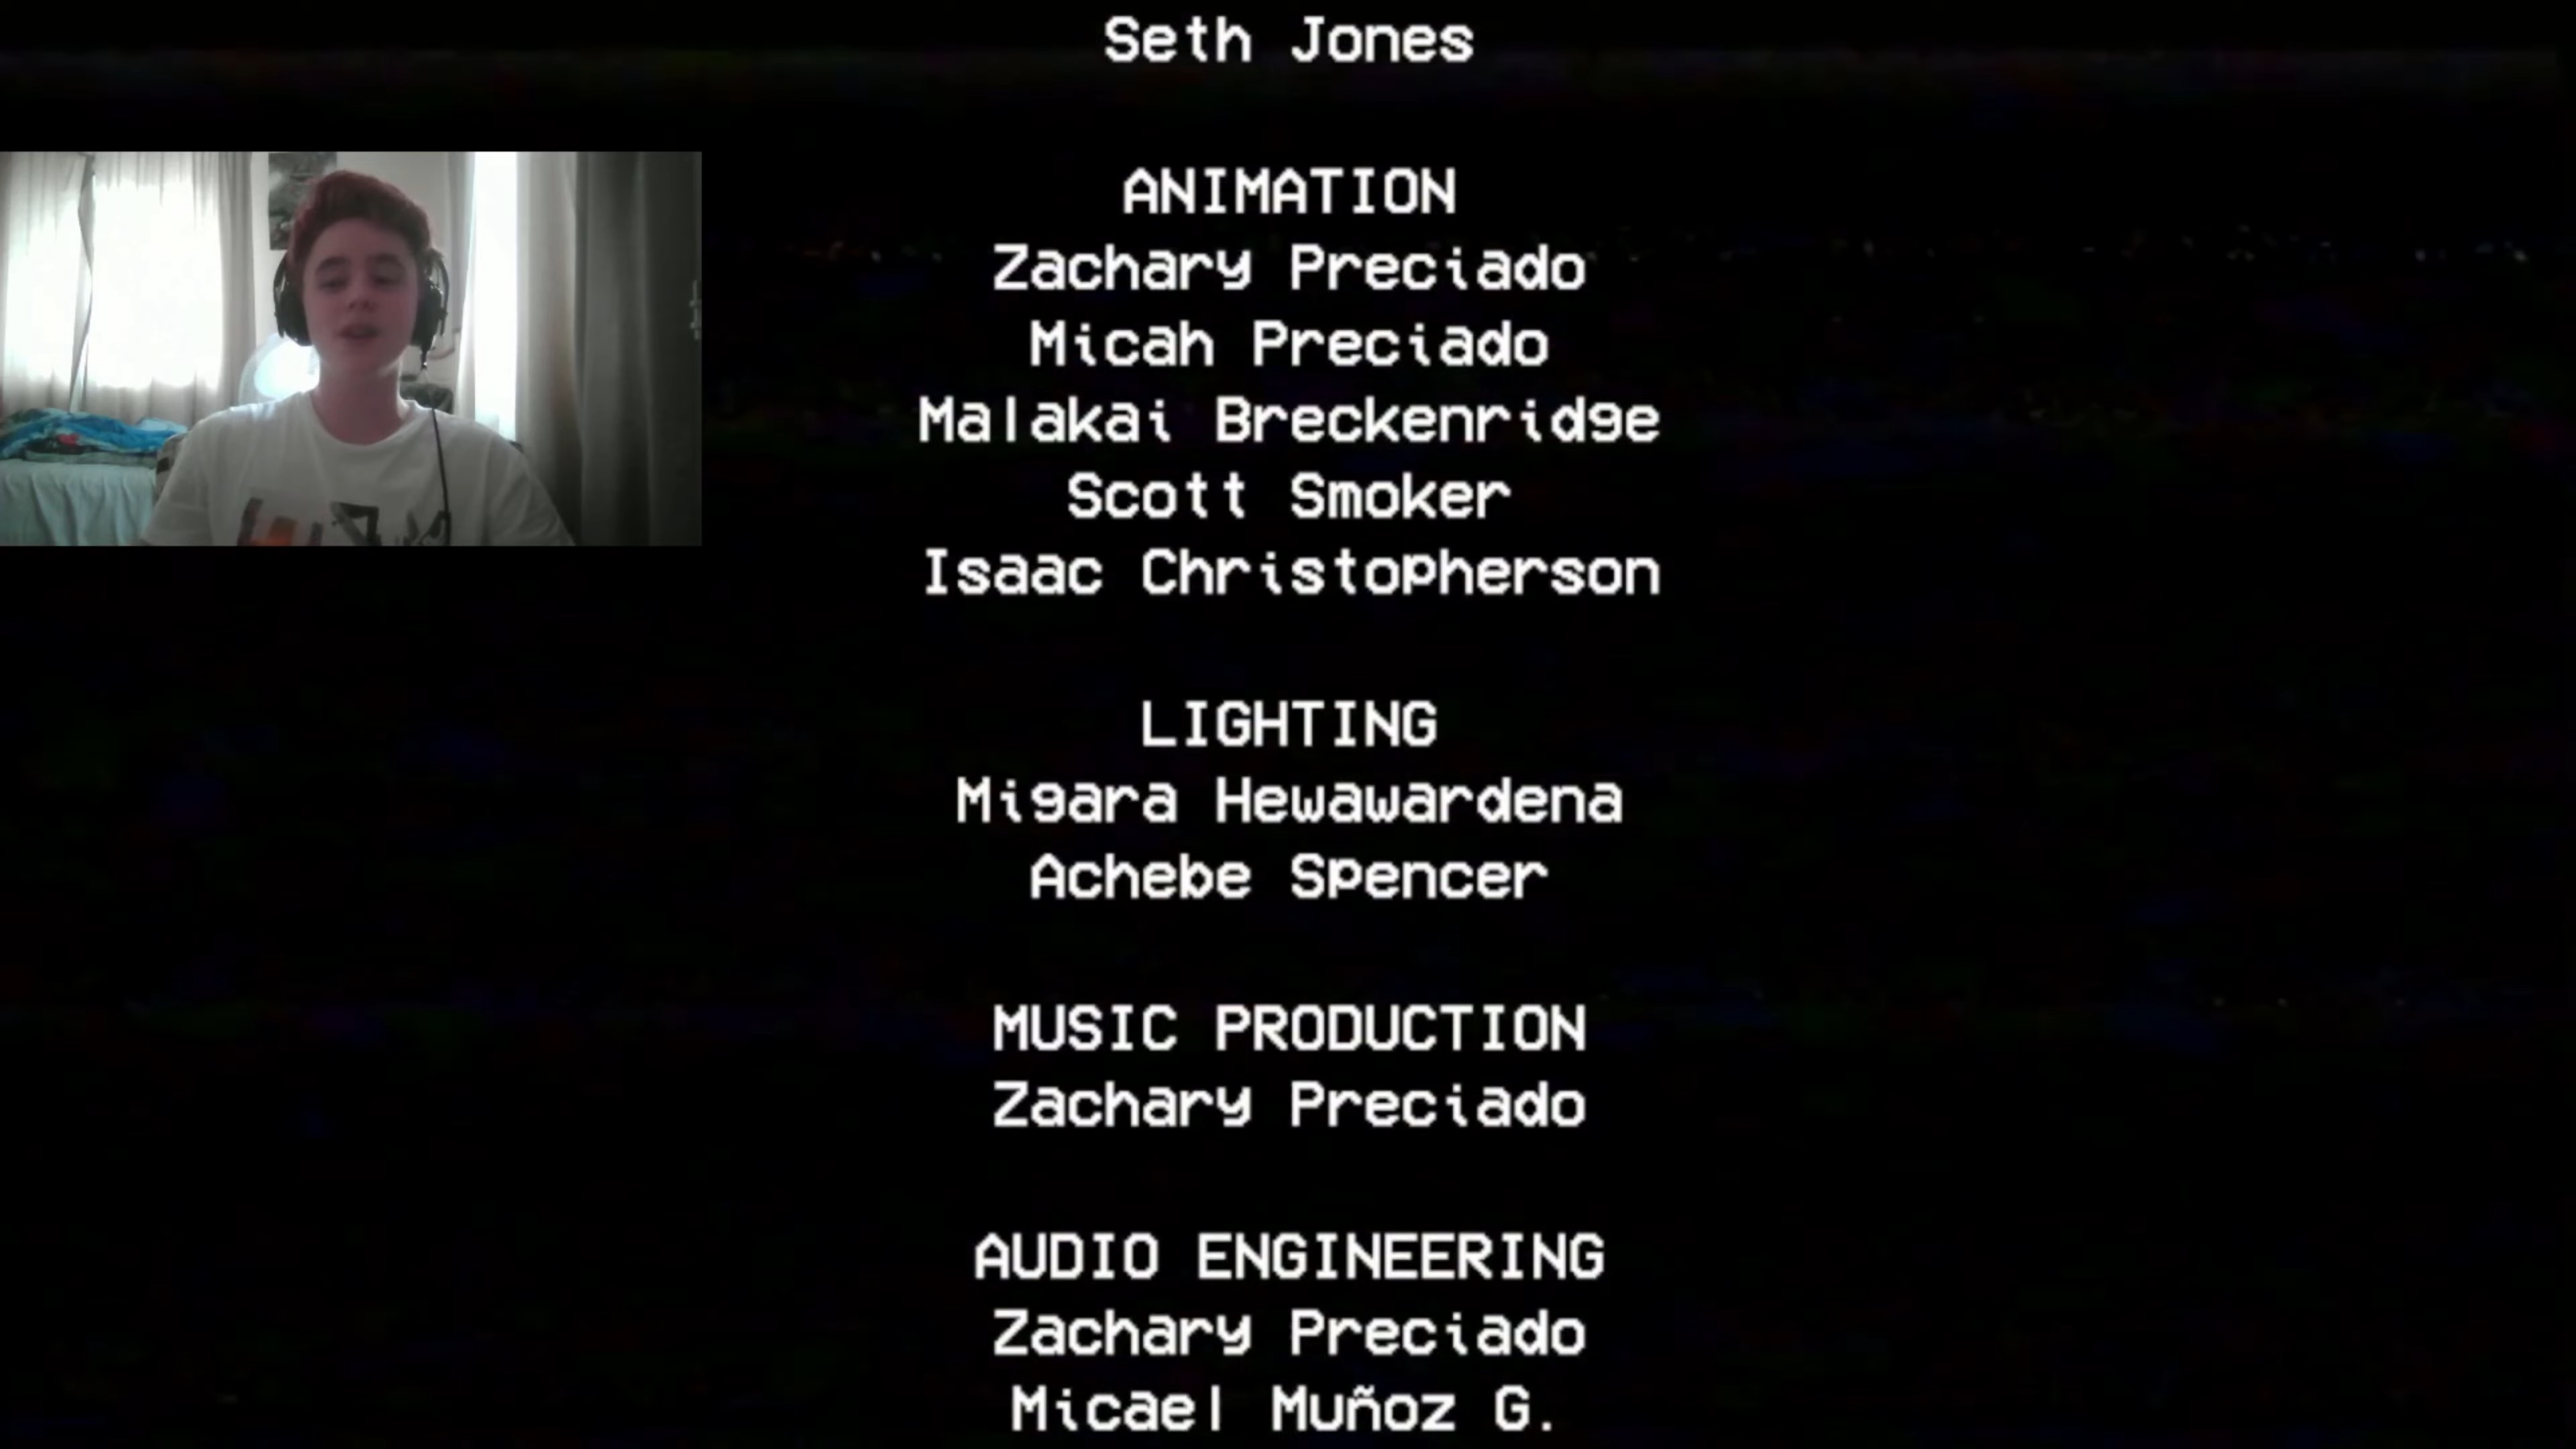 Seth Jones
ANIMATION
Zachary Preciado
Micah Preciado
Malakai Breckenridge
Scott Smoker
Isaac Christopherson
LIGHTING
Migara Hewawardena
Achebe Spencer
MUSIC PRODUCTION
Zachary Preciado
AUDIO ENGINEERING
Zachary Preciado
Micael Muñoz G.